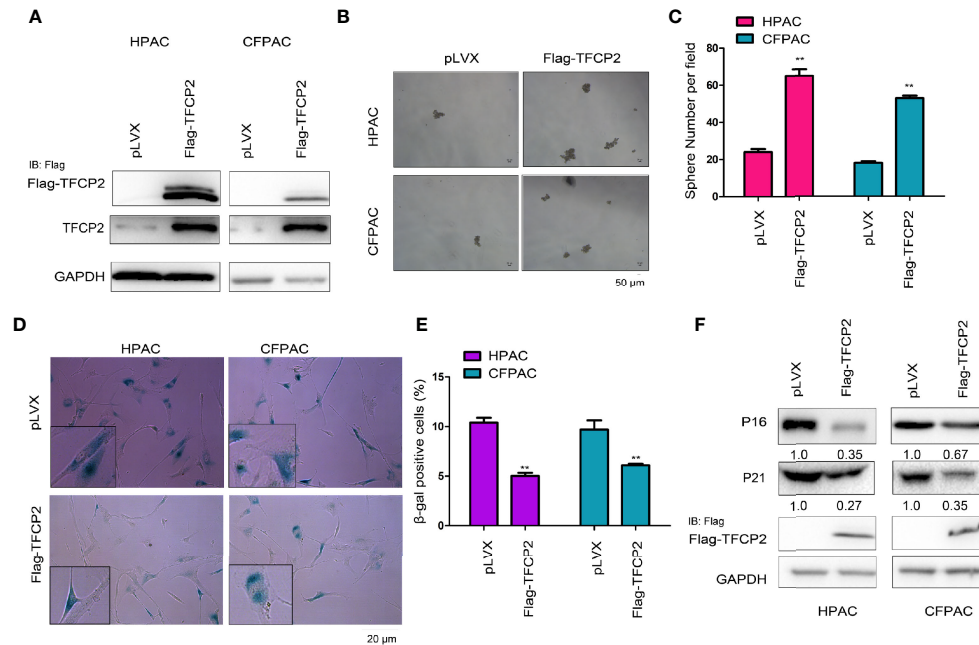 A
HPAC CFPAC
pLVX Flag-TFCP2 pLVX Flag-TFCP2
IB: Flag
Flag-TFCP2
TFCP2
GAPDH
B
pLVX Flag-TFCP2
HPAC
CFPAC
50 µm
C
HPAC
CFPAC
Sphere Number per field
80
60
40
20
0
** **
pLVX Flag-TFCP2 pLVX Flag-TFCP2
D
HPAC CFPAC
pLVX
Flag-TFCP2
20 µm
E
HPAC
CFPAC
β-gal positive cells (%)
15
10
5
0
** **
pLVX Flag-TFCP2 pLVX Flag-TFCP2
F
pLVX Flag-TFCP2 pLVX Flag-TFCP2
P16
1.0 0.35 1.0 0.67
P21
1.0 0.27 1.0 0.35
IB: Flag
Flag-TFCP2
GAPDH
HPAC CFPAC